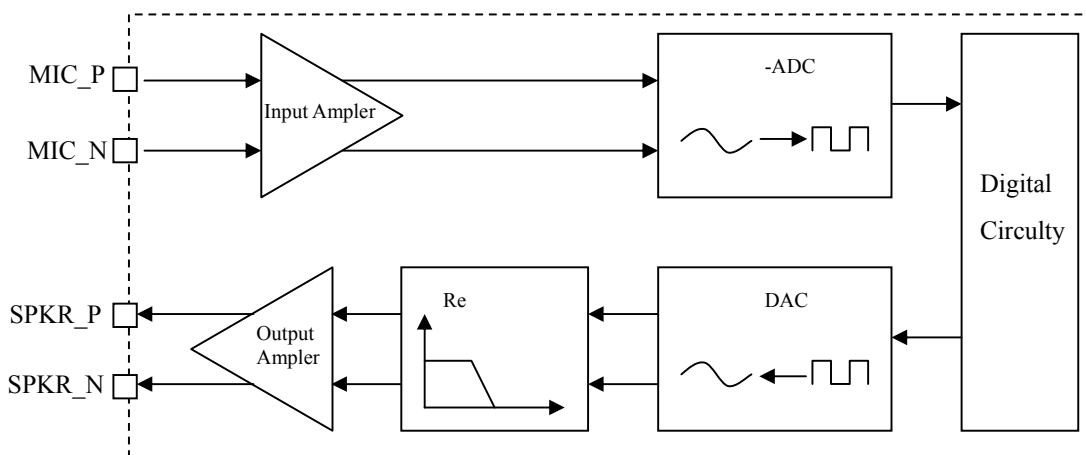 MIC_P
MIC_N
Input Ampler
-ADC
Digital
Circulty
SPKR_P
SPKR_N
Output
Ampler
Re
DAC